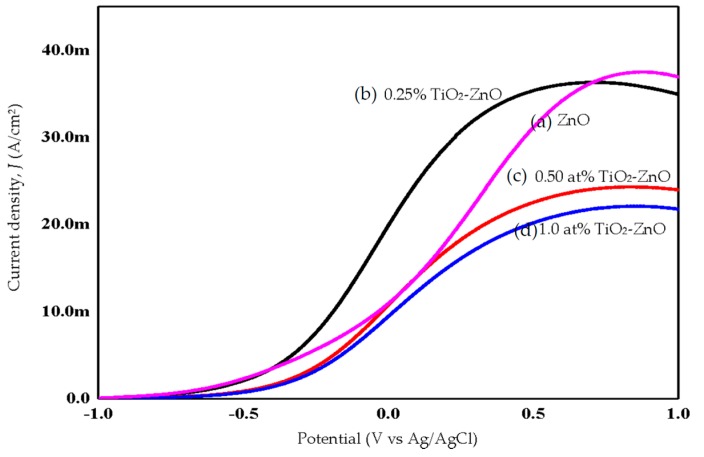 40.0m
(b) 0.25% TiO₂-ZnO
(a) ZnO
30.0m
(c) 0.50 at% TiO₂-ZnO
20.0m
(d) 1.0 at% TiO₂-ZnO
10.0m
0.0
Current density, J (A/cm²)
-1.0 -0.5 0.0 0.5 1.0
Potential (V vs Ag/AgCl)